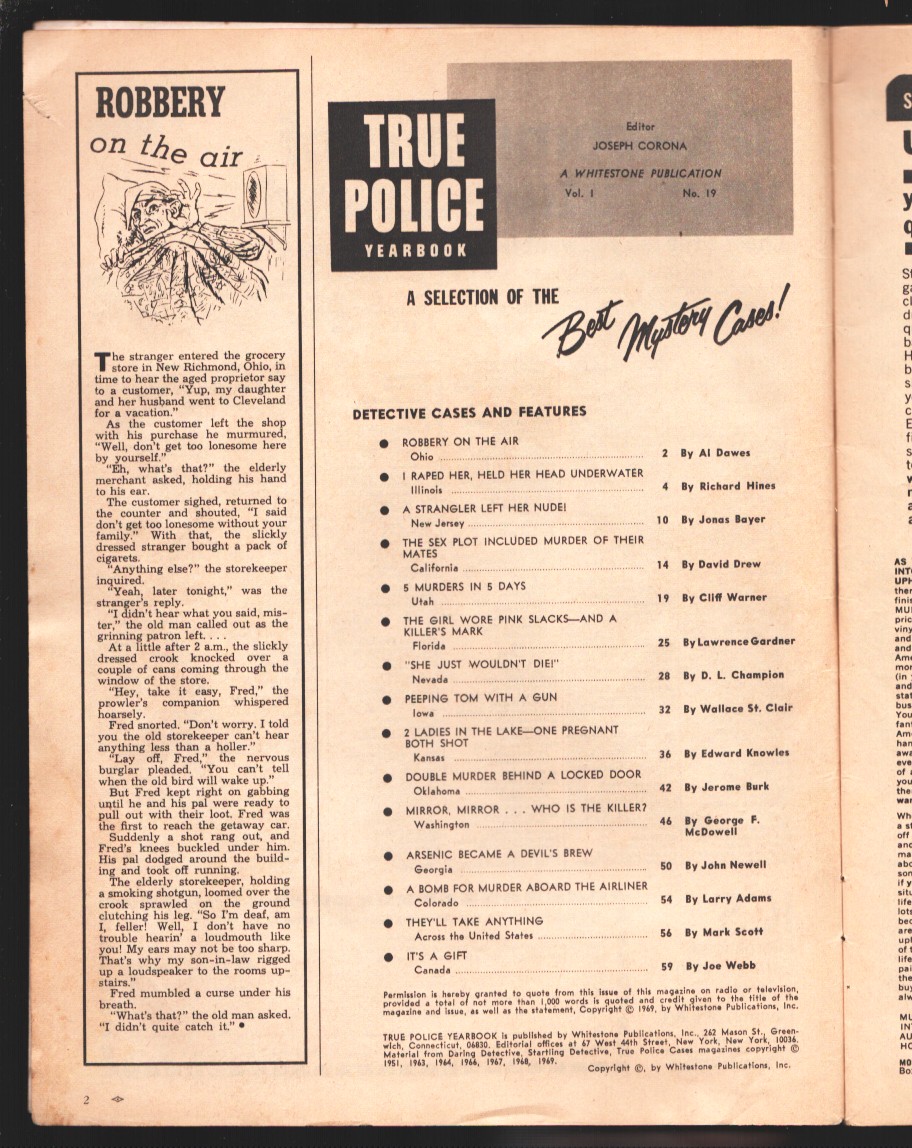 ROBBERY
on the air
The stranger entered the grocery
store in New Richmond, Ohio, in
time to hear the aged proprietor say
to a customer, "Yup, my daughter
and her husband went to Cleveland
for a vacation."
As the customer left the shop
with his purchase he murmured,
"Well, don't get too lonesome here
by yourself."
"Eh, what's that?" the elderly
merchant asked, holding his hand
to his ear.
The customer sighed, returned to
the counter and shouted, "I said
don't get too lonesome without your
family." With that, the slickly
dressed stranger bought a pack of
cigarets.
"Anything else?" the storekeeper
inquired.
"Yeah, later tonight," was the
stranger's reply.
"I didn't hear what you said, mis-
ter," the old man called out as the
grinning patron left. . . .
At a little after 2 a.m., the slickly
dressed crook knocked over a
couple of cans coming through the
window of the store.
"Hey, take it easy, Fred," the
prowler's companion whispered
hoarsely.
Fred snorted. "Don't worry. I told
you the old storekeeper can't hear
anything less than a holler."
"Lay off, Fred," the nervous
burglar pleaded. "You can't tell
when the old bird will wake up."
But Fred kept right on gabbing
until he and his pal were ready to
pull out with their loot. Fred was
the first to reach the getaway car.
Suddenly a shot rang out, and
Fred's knees buckled under him.
His pal dodged around the build-
ing and took off running.
The elderly storekeeper, holding
a smoking shotgun, loomed over the
crook sprawled on the ground
clutching his leg. "So I'm deaf, am
I, feller! Well, I don't have no
trouble hearin' a loudmouth like
you! My ears may not be too sharp.
That's why my son-in-law rigged
up a loudspeaker to the rooms up-
stairs."
Fred mumbled a curse under his
breath.
"What's that?" the old man asked.
"I didn't quite catch it." ●
2
TRUE
POLICE
YEARBOOK
Editor
JOSEPH CORONA
A WHITESTONE PUBLICATION
Vol. 1 No. 19
A SELECTION OF THE
Best Mystery Cases!
DETECTIVE CASES AND FEATURES
● ROBBERY ON THE AIR
Ohio 2 By Al Dawes
● I RAPED HER, HELD HER HEAD UNDERWATER
Illinois 4 By Richard Hines
● A STRANGLER LEFT HER NUDE!
New Jersey 10 By Jonas Bayer
● THE SEX PLOT INCLUDED MURDER OF THEIR
MATES
California 14 By David Drew
● 5 MURDERS IN 5 DAYS
Utah 19 By Cliff Warner
● THE GIRL WORE PINK SLACKS—AND A
KILLER'S MARK
Florida 25 By Lawrence Gardner
● "SHE JUST WOULDN'T DIE!"
Nevada 28 By D. L. Champion
● PEEPING TOM WITH A GUN
Iowa 32 By Wallace St. Clair
● 2 LADIES IN THE LAKE—ONE PREGNANT
BOTH SHOT
Kansas 36 By Edward Knowles
● DOUBLE MURDER BEHIND A LOCKED DOOR
Oklahoma 42 By Jerome Burk
● MIRROR, MIRROR . . . WHO IS THE KILLER?
Washington 46 By George F.
McDowell
● ARSENIC BECAME A DEVIL'S BREW
Georgia 50 By John Newell
● A BOMB FOR MURDER ABOARD THE AIRLINER
Colorado 54 By Larry Adams
● THEY'LL TAKE ANYTHING
Across the United States 56 By Mark Scott
● IT'S A GIFT
Canada 59 By Joe Webb
Permission is hereby granted to quote from this issue of this magazine on radio or television,
provided a total of not more than 1,000 words is quoted and credit given to the title of the
magazine and issue, as well as the statement, Copyright © 1969, by Whitestone Publications, Inc.
TRUE POLICE YEARBOOK is published by Whitestone Publications, Inc., 262 Mason St., Green-
wich, Connecticut, 06830. Editorial offices at 67 West 44th Street, New York, New York, 10036.
Material from Daring Detective, Startling Detective, True Police Cases magazines copyright ©
1951, 1963, 1964, 1966, 1967, 1968, 1969.
Copyright ©, by Whitestone Publications, Inc.